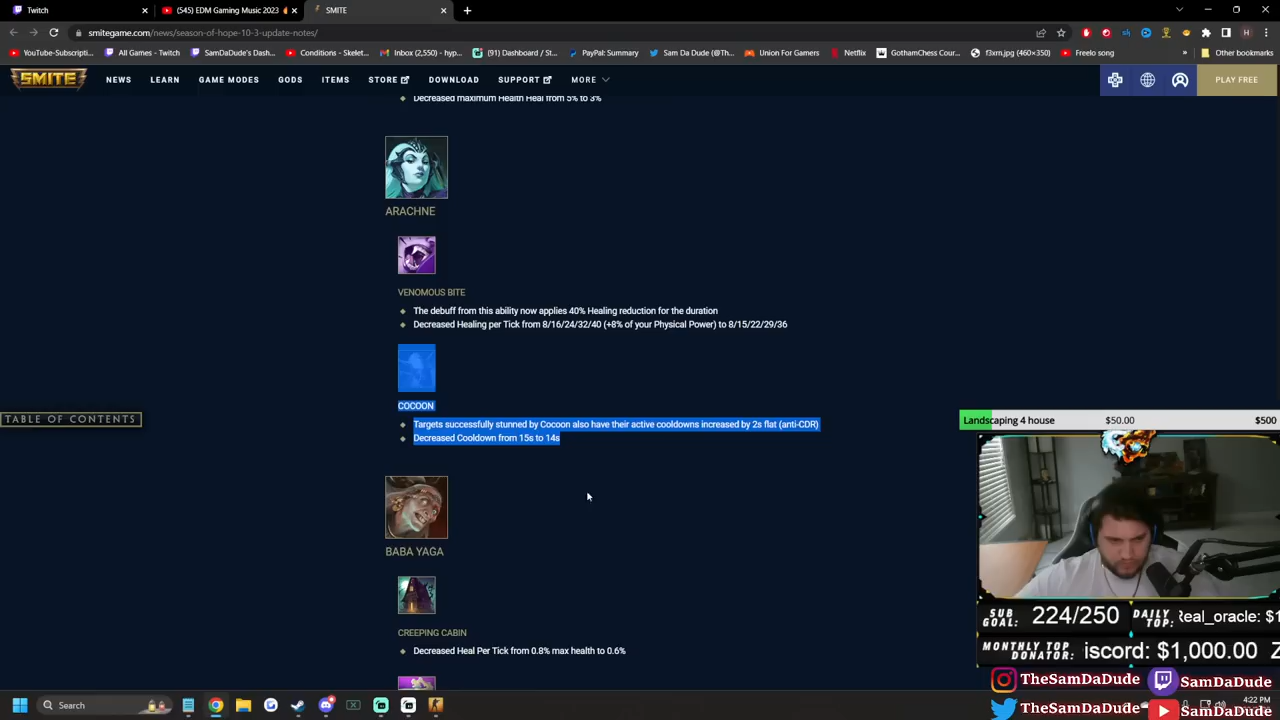 Twitch
(545) EDM Gaming Music 2023
SMITE
smitegame.com/news/season-of-hope-10-3-update-notes/
YouTube-Subscripti...
All Games - Twitch
SamDaDude's Dash...
Conditions - Skelet...
Inbox (2,550) - hyp...
(91) Dashboard / St...
PayPal: Summary
Sam Da Dude (@Th...
Union For Gamers
Netflix
GothamChess Cour...
f3xm.jpg (460×350)
Freelo song
Other bookmarks
SMITE
NEWS
LEARN
GAME MODES
GODS
ITEMS
STORE
DOWNLOAD
SUPPORT
MORE
PLAY FREE
Decreased maximum Health Heal from 5% to 3%
ARACHNE
VENOMOUS BITE
The debuff from this ability now applies 40% Healing reduction for the duration
Decreased Healing per Tick from 8/16/24/32/40 (+8% of your Physical Power) to 8/15/22/29/36
COCOON
TABLE OF CONTENTS
Targets successfully stunned by Cocoon also have their active cooldowns increased by 2s flat (anti-CDR)
Decreased Cooldown from 15s to 14s
Landscaping 4 house $50.00 $500
BABA YAGA
CREEPING CABIN
Decreased Heal Per Tick from 0.8% max health to 0.6%
SUB GOAL: 224/250
DAILY TOP: Real_oracle: $1
MONTHLY TOP DONATOR: iscord: $1,000.00
TheSamDaDude
SamDaDude
TheSamDaDude
SamDaDude
Search
4:22 PM